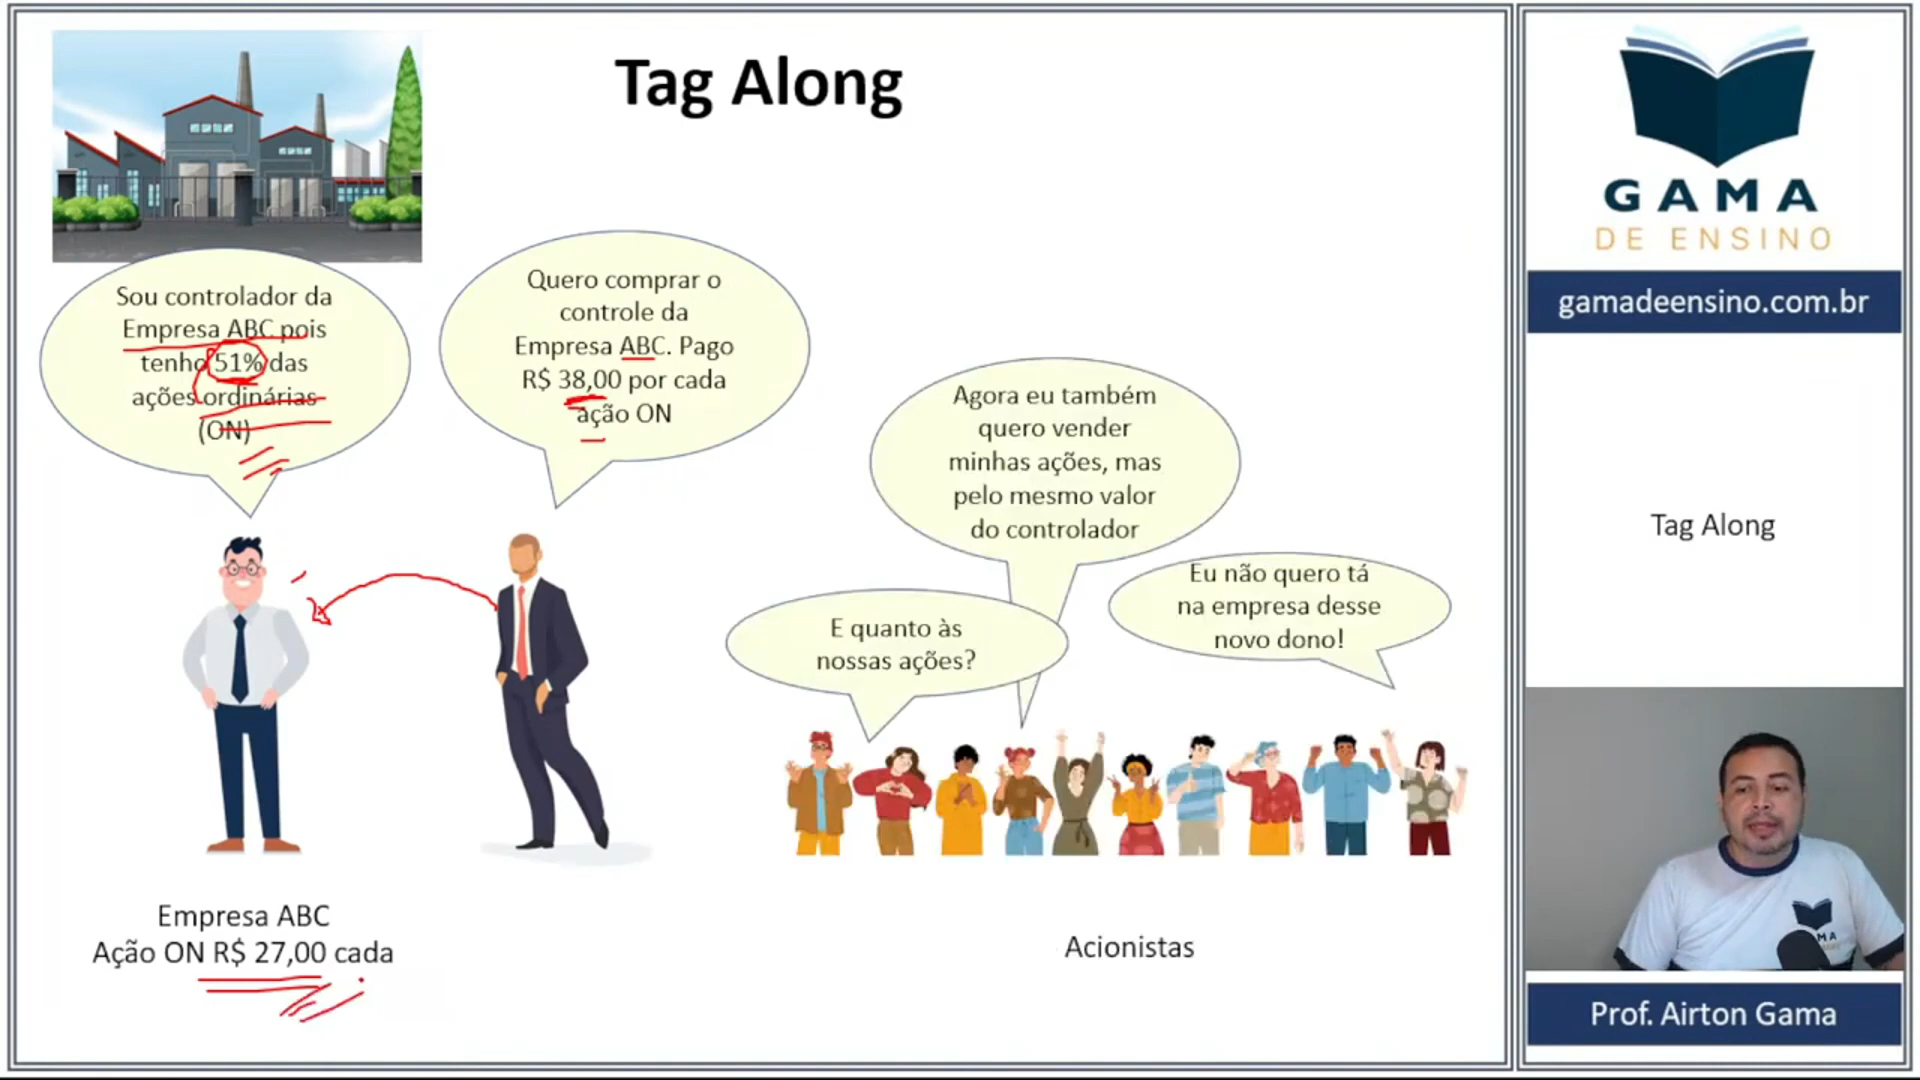 Tag Along
Sou controlador da
Empresa ABC pois
tenho 51% das
ações ordinárias
(ON)
Quero comprar o
controle da
Empresa ABC. Pago
R$ 38,00 por cada
ação ON
Agora eu também
quero vender
minhas ações, mas
pelo mesmo valor
do controlador
E quanto às
nossas ações?
Eu não quero tá
na empresa desse
novo dono!
Empresa ABC
Ação ON R$ 27,00 cada
Acionistas
GAMA
DE ENSINO
gamadeensino.com.br
Tag Along
Prof. Airton Gama